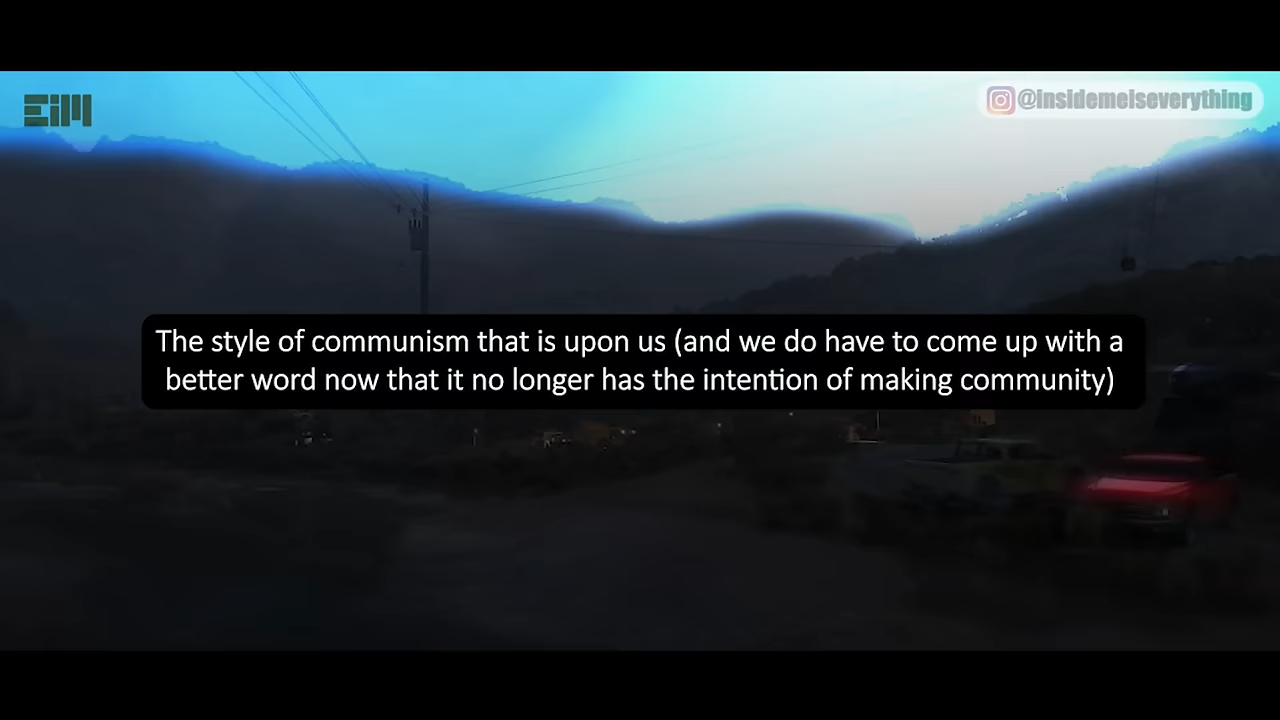 EiM
@insidemeiseverything
The style of communism that is upon us (and we do have to come up with a
better word now that it no longer has the intention of making community)